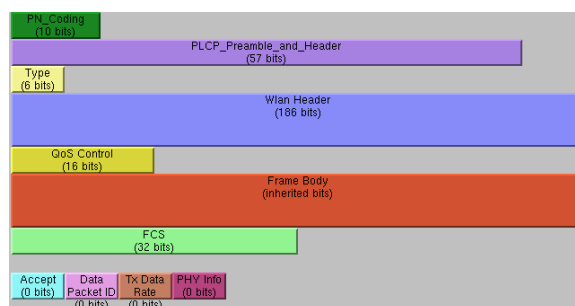 PN_Coding
(10 bits)
PLCP_Preamble_and_Header
(57 bits)
Type
(6 bits)
Wlan Header
(186 bits)
QoS Control
(16 bits)
Frame Body
(inherited bits)
FCS
(32 bits)
Accept
(0 bits)
Data
Packet ID
(0 bits)
Tx Data
Rate
(0 bits)
PHY Info
(0 bits)